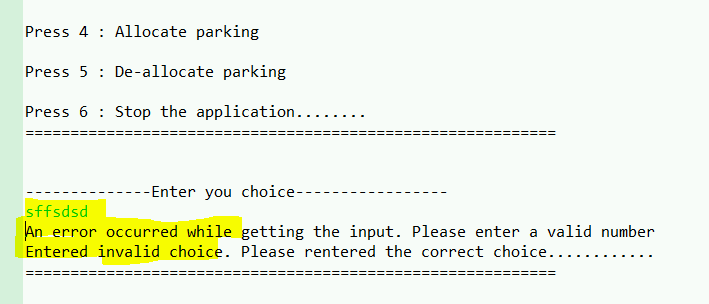 Press 4 : Allocate parking
Press 5 : De-allocate parking
Press 6 : Stop the application........
===========================================================
--------------Enter you choice-----------------
sffsdsd
An error occurred while getting the input. Please enter a valid number
Entered invalid choice. Please rentered the correct choice............
===========================================================